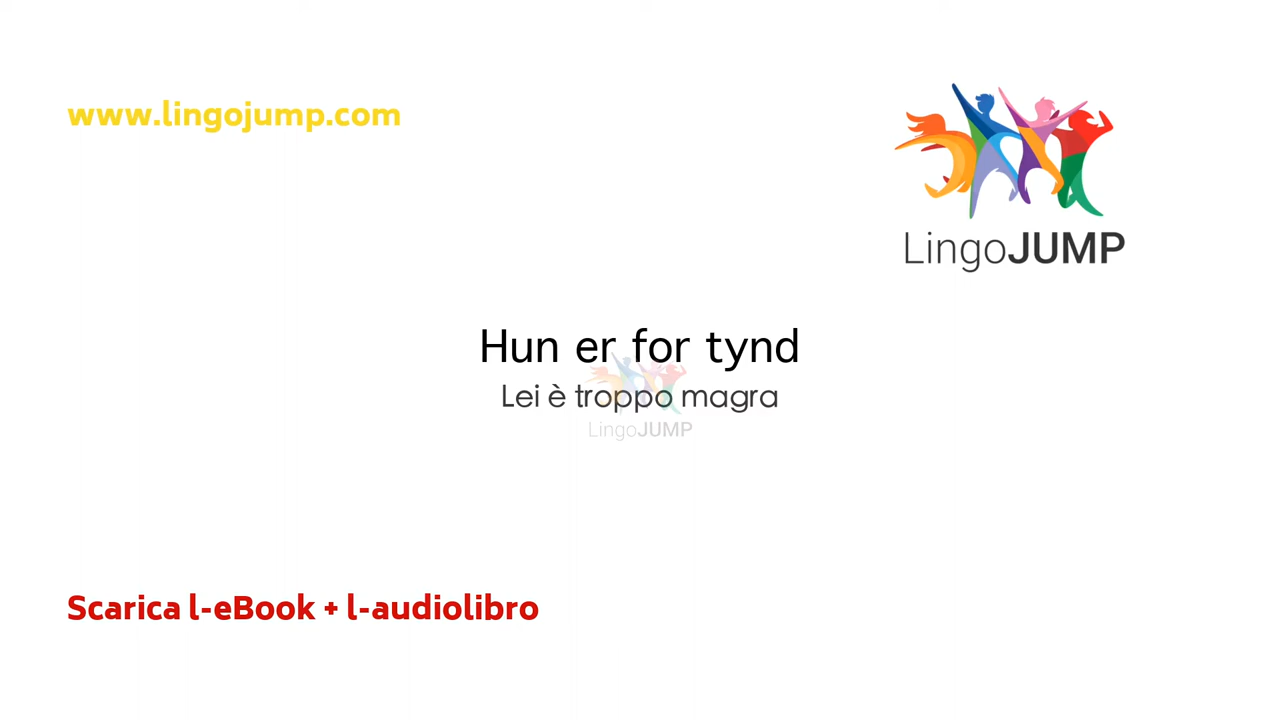 www.lingojump.com
LingoJUMP
Hun er for tynd
Lei è troppo magra
LingoJUMP
Scarica l-eBook + l-audiolibro